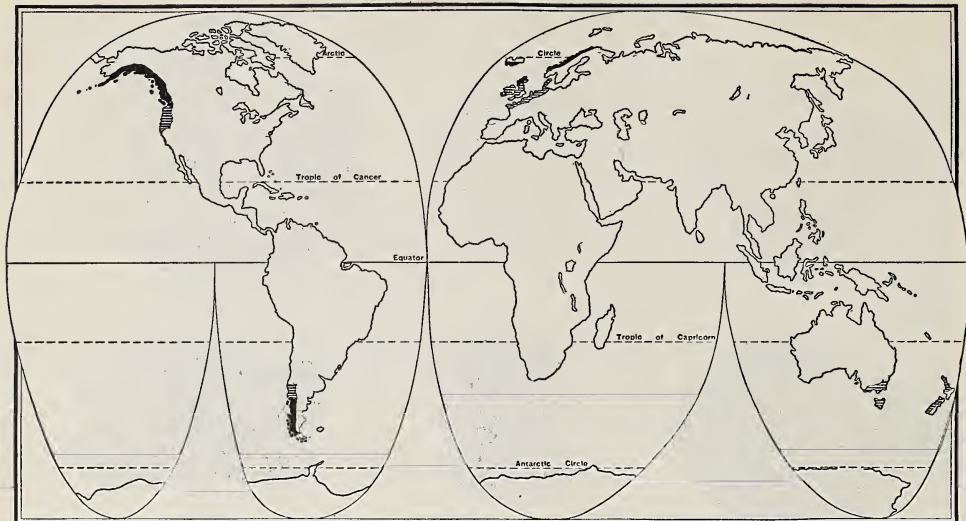 Arctic Circle
Tropic of Cancer
Equator
Tropic of Capricorn
Antarctic Circle